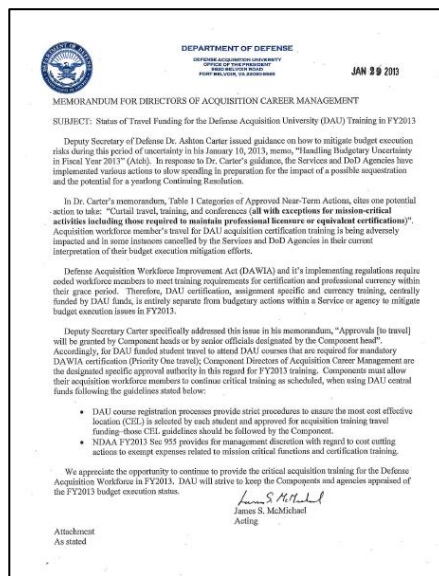 DEPARTMENT OF DEFENSE
DEFENSE ACQUISITION UNIVERSITY
OFFICE OF THE PRESIDENT
9820 BELVOIR ROAD
FORT BELVOIR, VA
JAN 29 2013
MEMORANDUM FOR DIRECTORS OF ACQUISITION CAREER MANAGEMENT
SUBJECT: Status of Travel Funding for the Defense Acquisition University (DAU) Training in FY2013
Deputy Secretary of Defense Dr. Ashton Carter issued guidance on how to mitigate budget execution
risks during this period of uncertainty in his January 10, 2013, memo, "Handling Budgetary Uncertainty
in Fiscal Year 2013" (Atch). In response to Dr. Carter's guidance, the Services and DoD Agencies have
implemented various actions to slow spending in preparation for the impact of a possible sequestration
and the potential for a yearlong Continuing Resolution.
In Dr. Carter's memorandum, Table 1 Categories of Approved Near-Term Actions, cites one potential
action to take: "Curtail travel, training, and conferences (all with exceptions for mission-critical
activities including those required to maintain professional licensure or equivalent certifications)".
Acquisition workforce member's travel for DAU acquisition certification training is being adversely
impacted and in some instances cancelled by the Services and DoD Agencies in their current
interpretation of their budget execution mitigation efforts.
Defense Acquisition Workforce Improvement Act (DAWIA) and it's implementing regulations require
coded workforce members to meet training requirements for certification and professional currency within
their grace period. Therefore, DAU certification, assignment specific and currency training, centrally
funded by DAU funds, is entirely separate from budgetary actions within a Service or agency to mitigate
budget execution issues in FY2013.
Deputy Secretary Carter specifically addressed this issue in his memorandum, "Approvals [to travel]
will be granted by Component heads or by senior officials designated by the Component head".
Accordingly, for DAU funded student travel to attend DAU courses that are required for mandatory
DAWIA certification (Priority One travel); Component Directors of Acquisition Career Management are
the designated specific approval authority in this regard for FY2013 training. Components must allow
their acquisition workforce members to continue critical training as scheduled, when using DAU central
funds following the guidelines stated below:
• DAU course registration processes provide strict procedures to ensure the most cost effective
location (CEL) is selected by each student and approved for acquisition training travel
funding--those CEL guidelines should be followed by the Component.
• NDAA FY2013 Sec 955 provides for management discretion with regard to cost cutting
actions to exempt expenses related to mission critical functions and certification training.
We appreciate the opportunity to continue to provide the critical acquisition training for the Defense
Acquisition Workforce in FY2013. DAU will strive to keep the Components and agencies appraised of
the FY2013 budget execution status.
James S. McMichael
James S. McMichael
Acting
Attachment
As stated